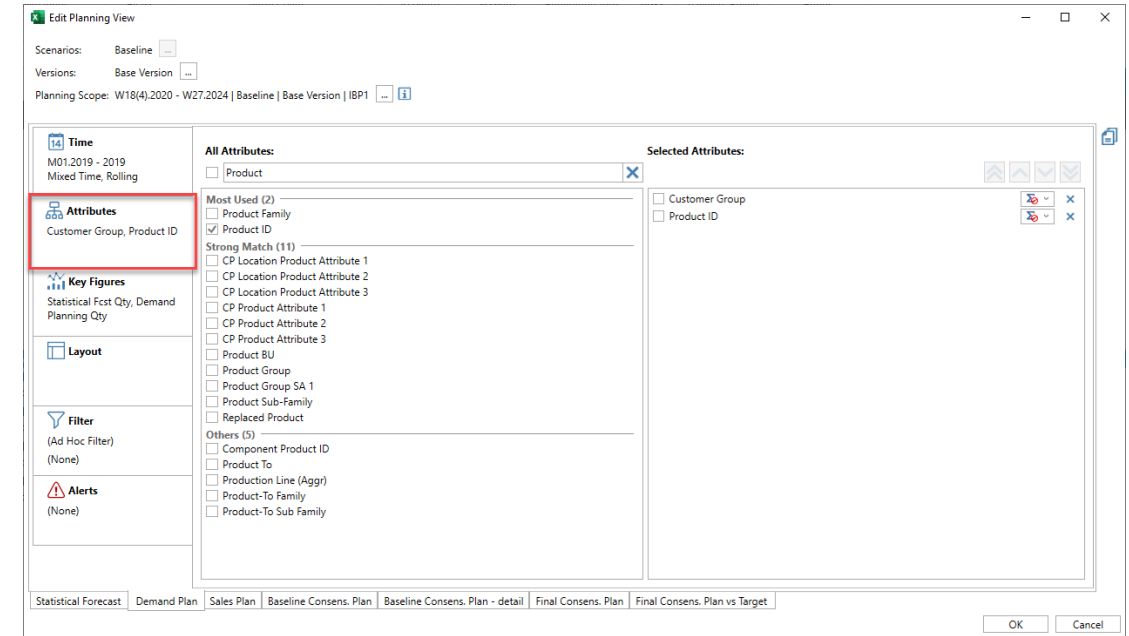 Edit Planning View
Scenarios: Baseline ...
Versions: Base Version ...
Planning Scope: W18(4).2020 - W27.2024 | Baseline | Base Version | IBP1 ... i
14 Time
M01.2019 - 2019
Mixed Time, Rolling
Attributes
Customer Group, Product ID
Key Figures
Statistical Fcst Qty, Demand
Planning Qty
Layout
Filter
(Ad Hoc Filter)
(None)
Alerts
(None)
All Attributes:
Product
Most Used (2)
Product Family
Product ID
Strong Match (11)
CP Location Product Attribute 1
CP Location Product Attribute 2
CP Location Product Attribute 3
CP Product Attribute 1
CP Product Attribute 2
CP Product Attribute 3
Product BU
Product Group
Product Group SA 1
Product Sub-Family
Replaced Product
Others (5)
Component Product ID
Product To
Production Line (Aggr)
Product-To Family
Product-To Sub Family
Selected Attributes:
Customer Group
Product ID
Statistical Forecast Demand Plan Sales Plan Baseline Consens. Plan Baseline Consens. Plan - detail Final Consens. Plan Final Consens. Plan vs Target
OK Cancel